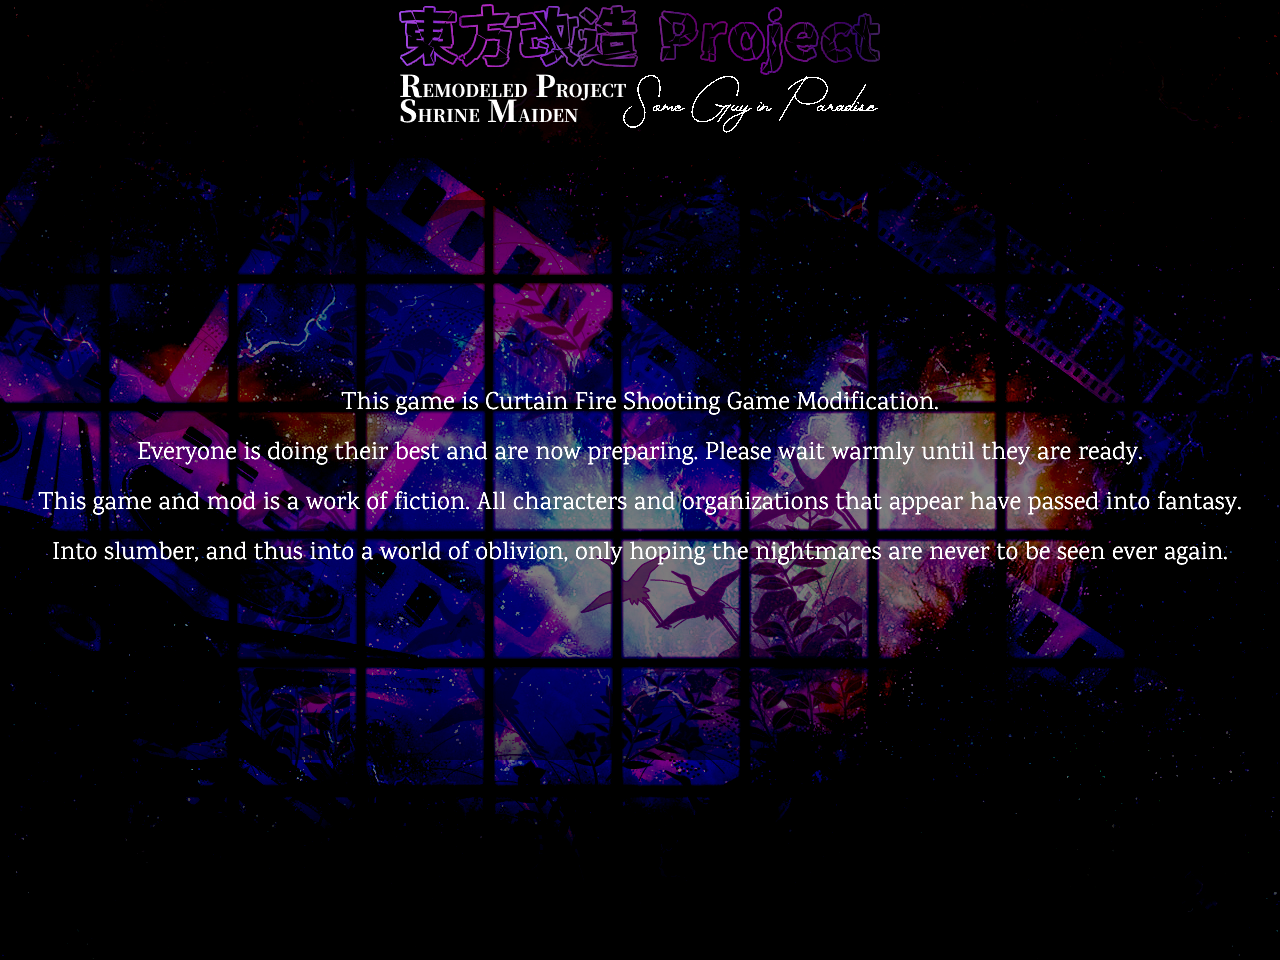 東方改造 Project
REMODELED PROJECT
SHRINE MAIDEN
Some Guy in Paradise
This game is Curtain Fire Shooting Game Modification.
Everyone is doing their best and are now preparing. Please wait warmly until they are ready.
This game and mod is a work of fiction. All characters and organizations that appear have passed into fantasy.
Into slumber, and thus into a world of oblivion, only hoping the nightmares are never to be seen ever again.